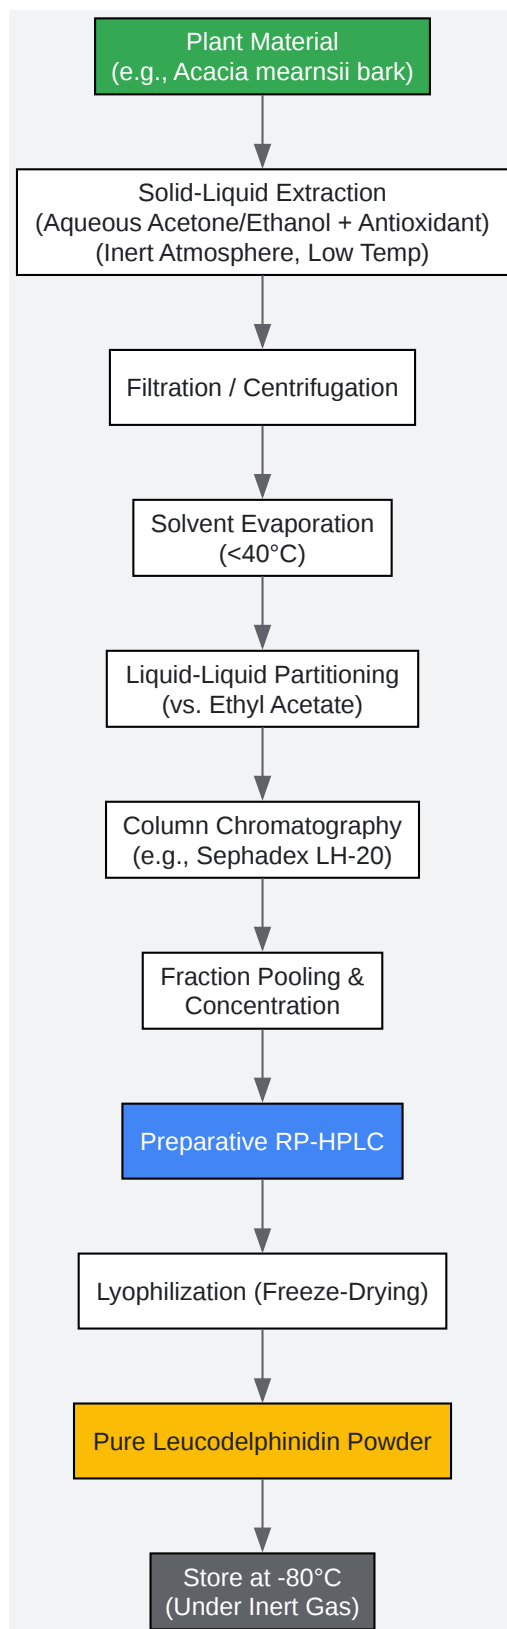 Plant Material
(e.g., Acacia mearnsii bark)
Solid-Liquid Extraction
(Aqueous Acetone/Ethanol + Antioxidant)
(Inert Atmosphere, Low Temp)
Filtration / Centrifugation
Solvent Evaporation
(<40°C)
Liquid-Liquid Partitioning
(vs. Ethyl Acetate)
Column Chromatography
(e.g., Sephadex LH-20)
Fraction Pooling &
Concentration
Preparative RP-HPLC
Lyophilization (Freeze-Drying)
Pure Leucodelphinidin Powder
Store at -80°C
(Under Inert Gas)